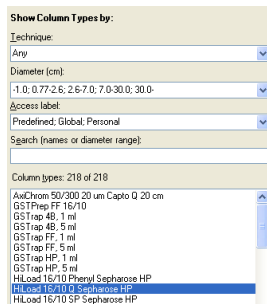 Show Column Types by:
Technique:
Any
Diameter (cm):
-1.0; 0.77-2.6; 2.6-7.0; 7.0-30.0; 30.0-
Access label:
Predefined; Global; Personal
Search (names or diameter range):
Column types: 218 of 218
AxiChrom 50/300 20 um Capto Q 20 cm
GSTPrep FF 16/10
GSTrap 4B, 1 ml
GSTrap 4B, 5 ml
GSTrap FF, 1 ml
GSTrap FF, 5 ml
GSTrap HP, 1 ml
GSTrap HP, 5 ml
HiLoad 16/10 Phenyl Sepharose HP
HiLoad 16/10 Q Sepharose HP
HiLoad 16/10 SP Sepharose HP